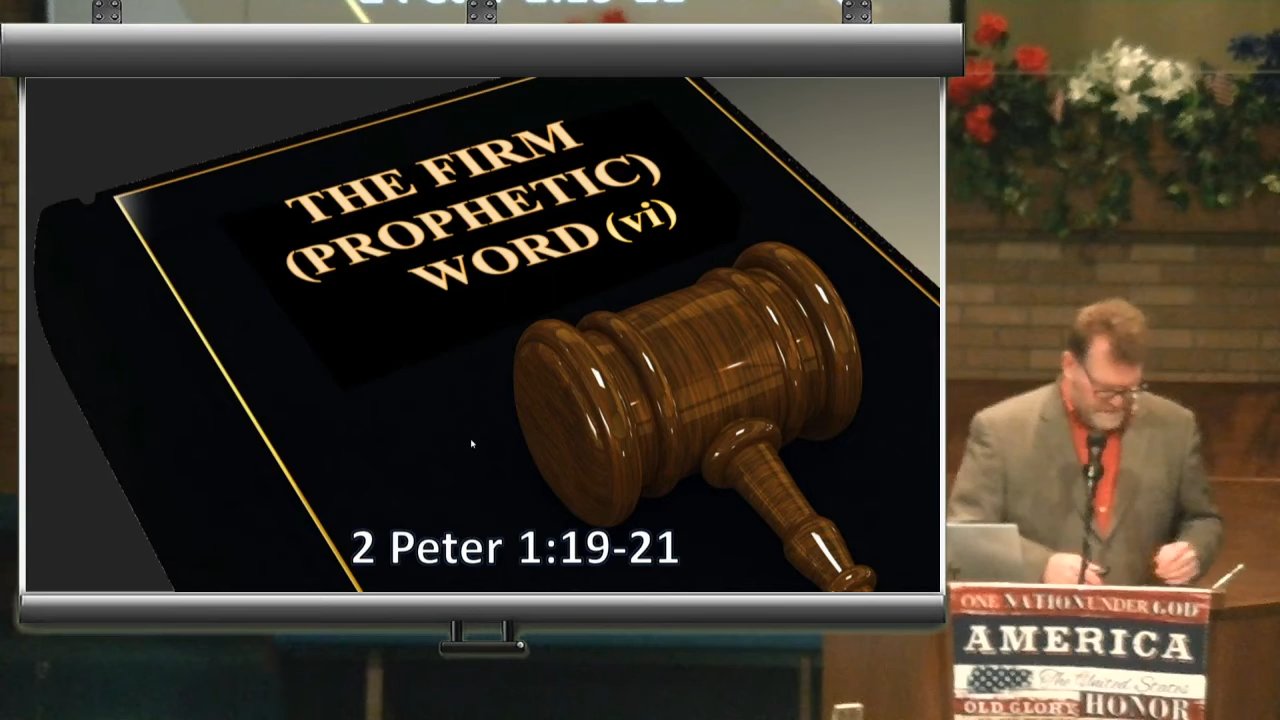 THE FIRM
(PROPHETIC)
WORD (vi)
2 Peter 1:19-21
ONE NATION UNDER GOD
AMERICA
The United States
OLD GLORY HONOR